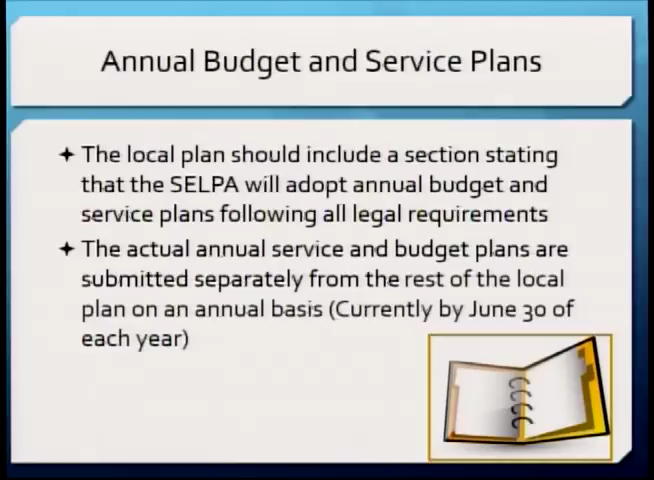 Annual Budget and Service Plans
The local plan should include a section stating
that the SELPA will adopt annual budget and
service plans following all legal requirements
The actual annual service and budget plans are
submitted separately from the rest of the local
plan on an annual basis (Currently by June 30 of
each year)